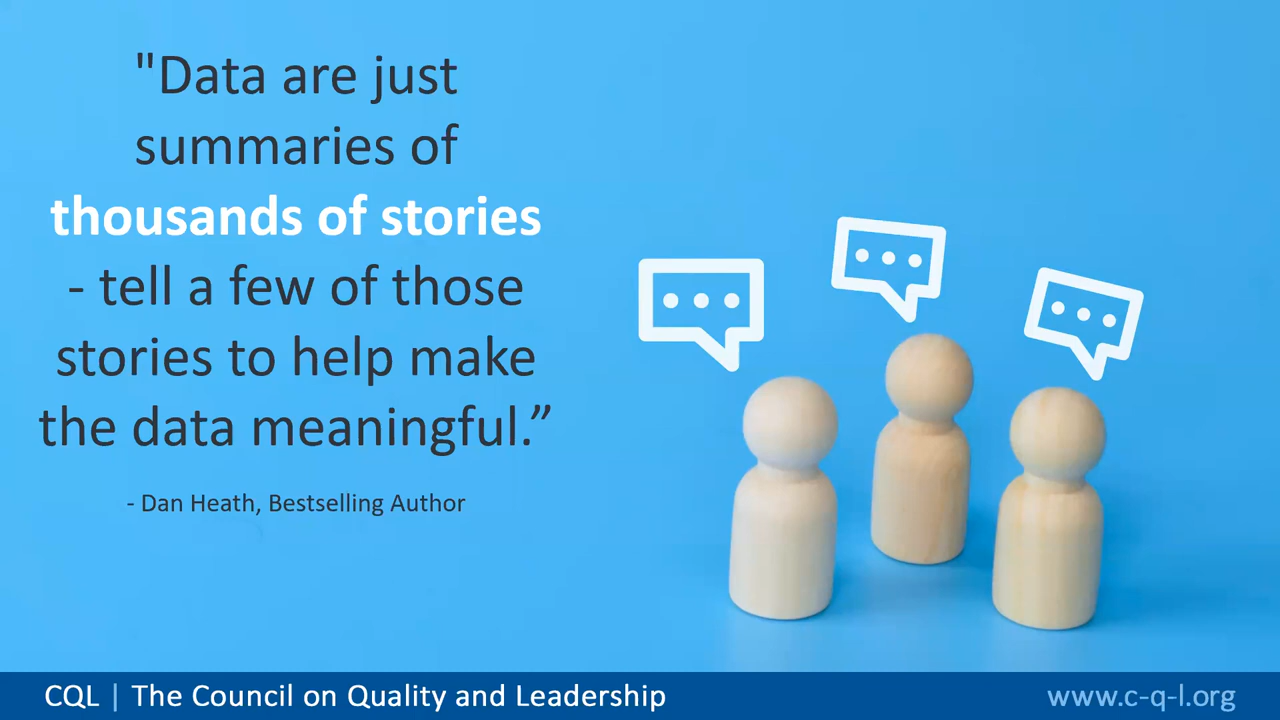 "Data are just
summaries of
thousands of stories
- tell a few of those
stories to help make
the data meaningful.”
- Dan Heath, Bestselling Author
CQL | The Council on Quality and Leadership
www.c-q-l.org